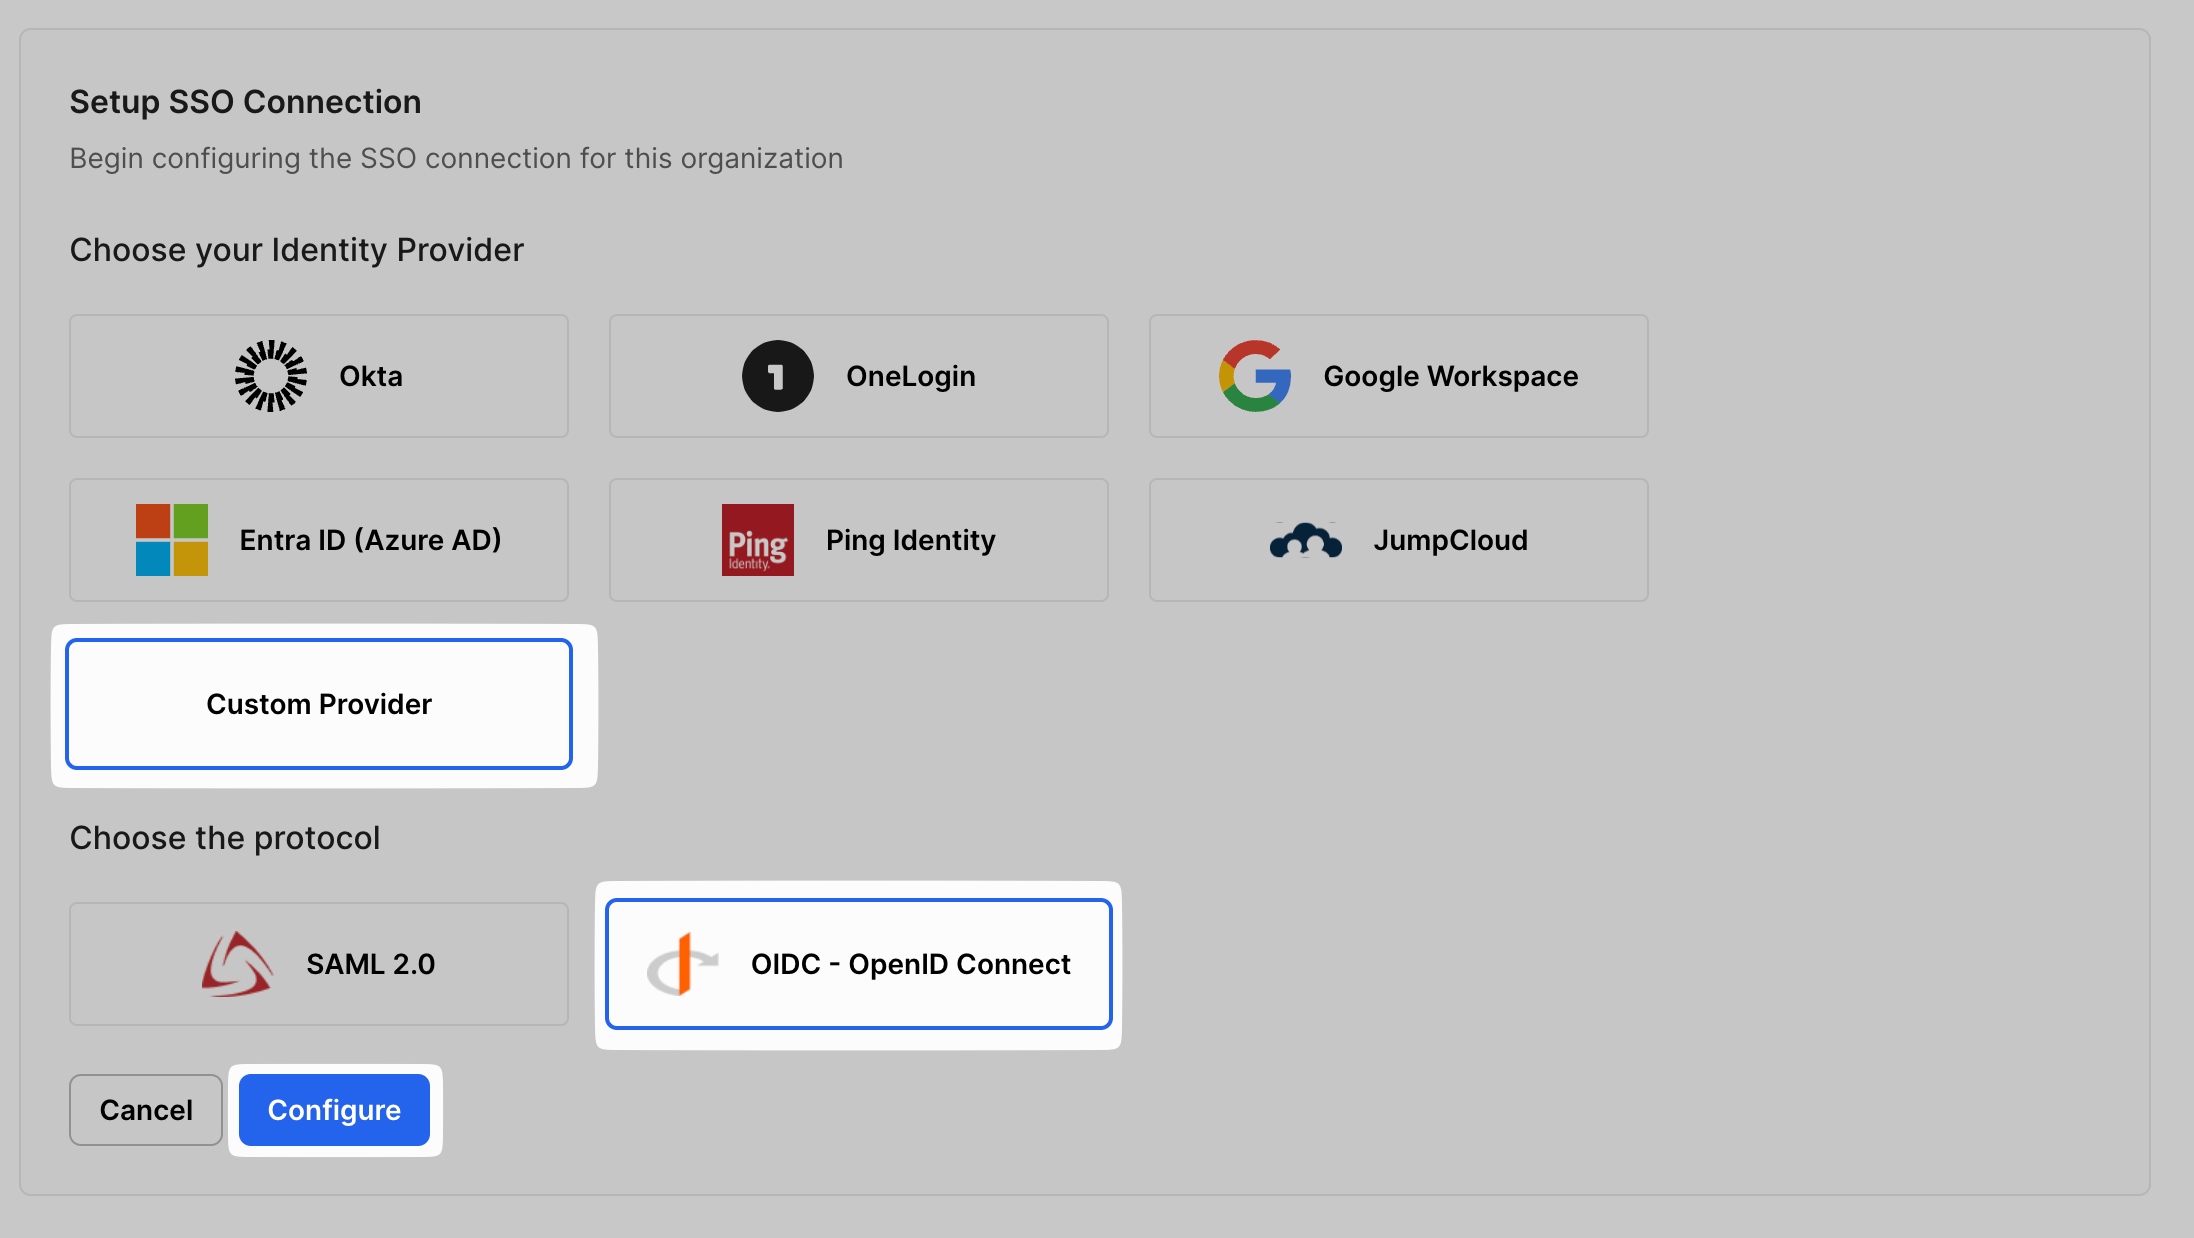 Setup SSO Connection
Begin configuring the SSO connection for this organization
Choose your Identity Provider
Okta
1 OneLogin
G Google Workspace
Entra ID (Azure AD)
Ping
Identity.
Ping Identity
JumpCloud
Custom Provider
Choose the protocol
SAML 2.0
OIDC - OpenID Connect
Cancel
Configure